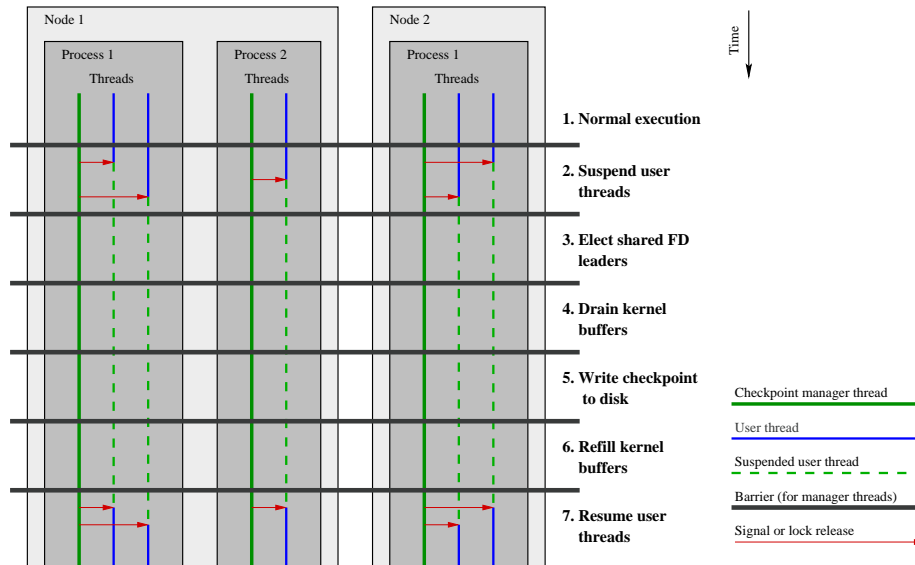 Node 1
Node 2
Process 1
Process 2
Process 1
Threads
Threads
Threads
Time
1. Normal execution
2. Suspend user
threads
3. Elect shared FD
leaders
4. Drain kernel
buffers
5. Write checkpoint
to disk
6. Refill kernel
buffers
7. Resume user
threads
Checkpoint manager thread
User thread
Suspended user thread
Barrier (for manager threads)
Signal or lock release